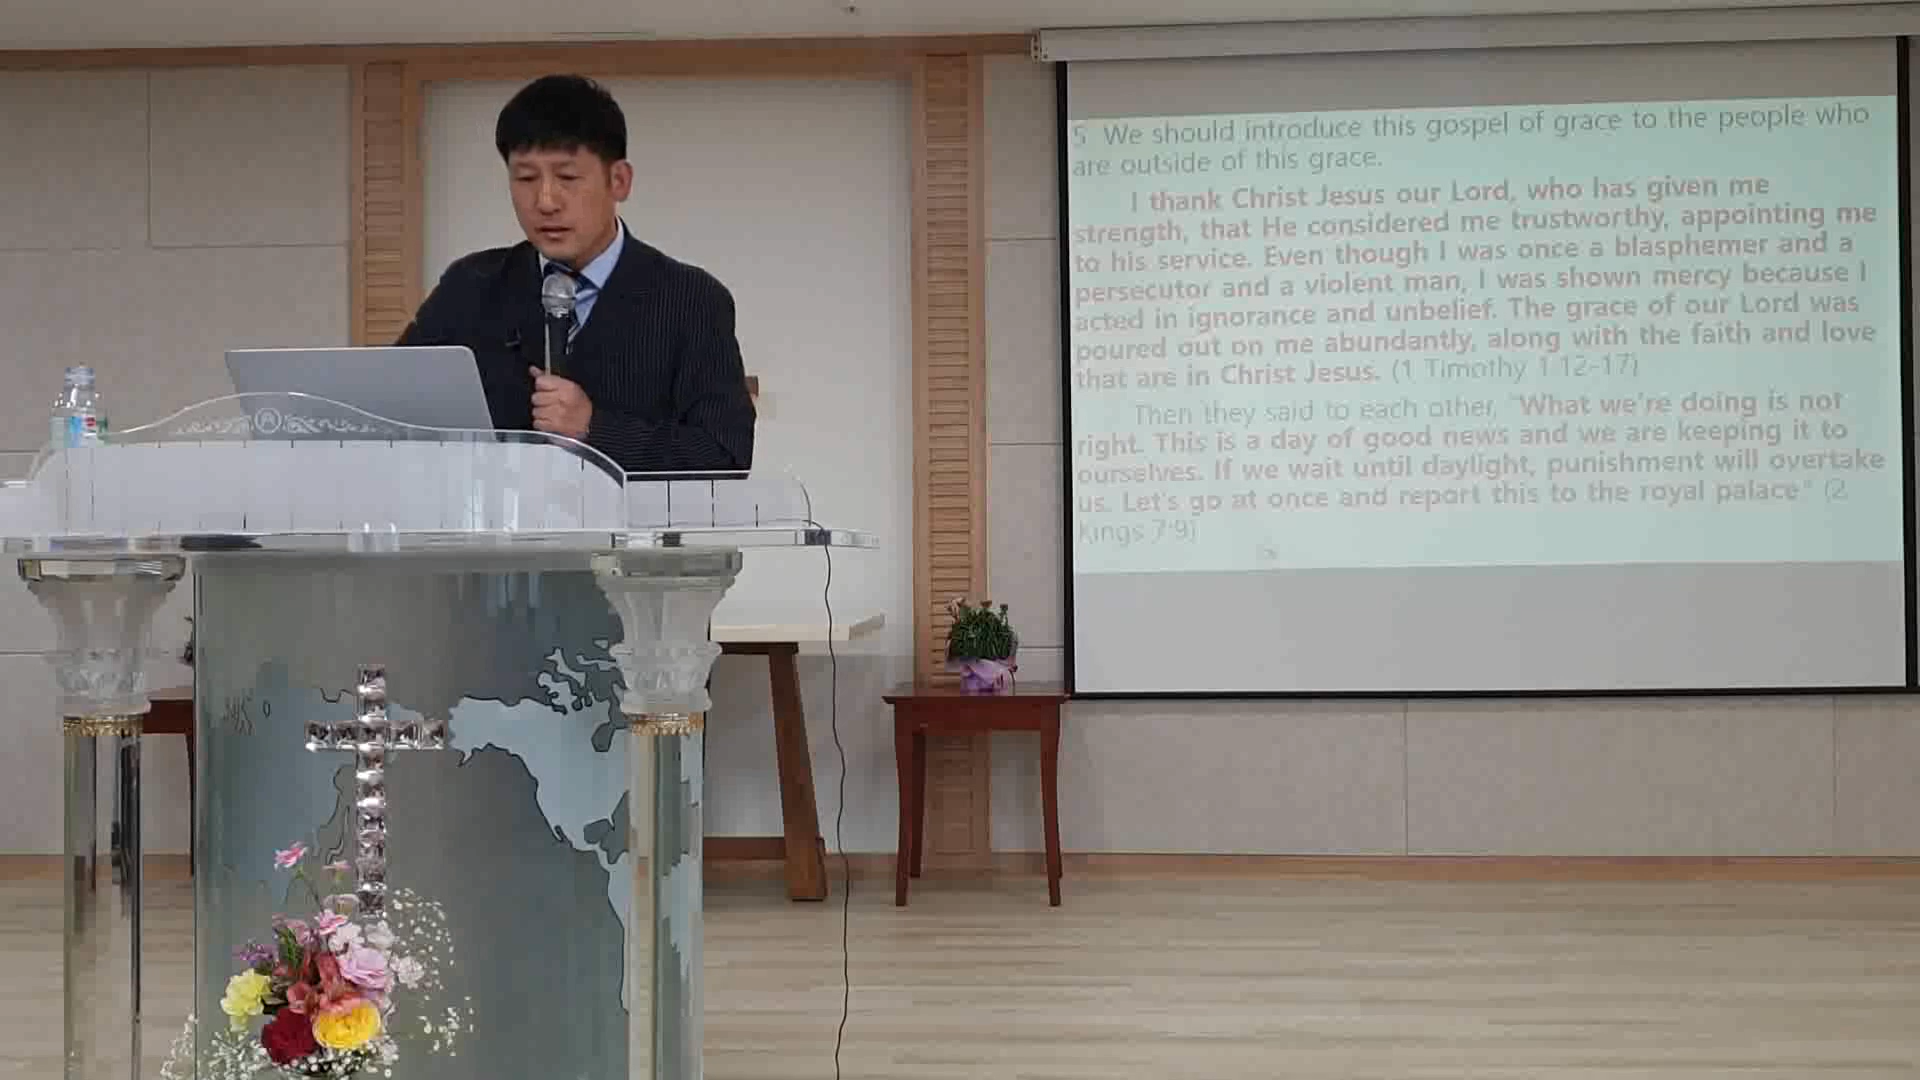 5. We should introduce this gospel of grace to the people who
are outside of this grace.
I thank Christ Jesus our Lord, who has given me
strength, that He considered me trustworthy, appointing me
to his service. Even though I was once a blasphemer and a
persecutor and a violent man, I was shown mercy because I
acted in ignorance and unbelief. The grace of our Lord was
poured out on me abundantly, along with the faith and love
that are in Christ Jesus. (1 Timothy 1:12-17)
Then they said to each other, "What we're doing is not
right. This is a day of good news and we are keeping it to
ourselves. If we wait until daylight, punishment will overtake
us. Let's go at once and report this to the royal palace" (2
Kings 7:9)